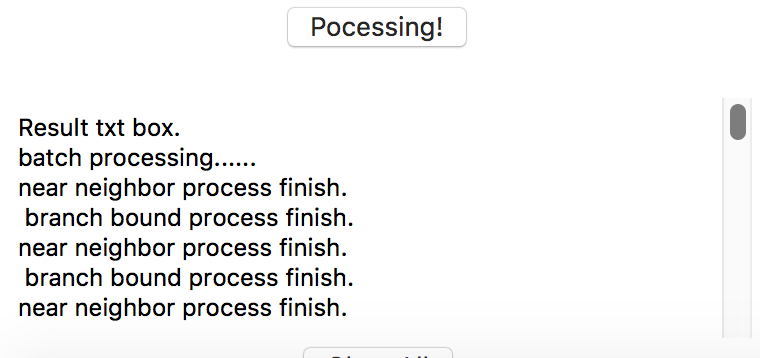 Pocessing!
Result txt box.
batch processing......
near neighbor process finish.
branch bound process finish.
near neighbor process finish.
branch bound process finish.
near neighbor process finish.